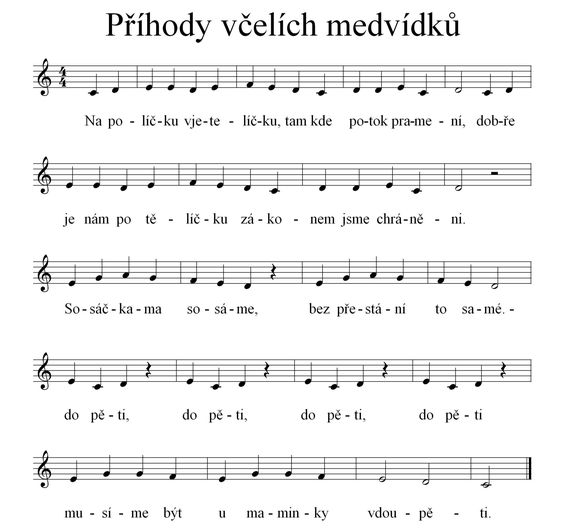 Příhody včelích medvídků
4
4
Na po - líč-ku vje-te - líč-ku, tam kde po-tok pra-me - ní, dob-ře
je nám po tě - líč-ku zá-ko - nem jsme chrá-ně - ni.
So-sáč-ka-ma so-sá-me, bez pře-stá-ní to sa-mé.-
do pě-ti, do pě-ti, do pě-ti, do pě-ti
mu-sí-me být u ma-min-ky vdou-pě - ti.